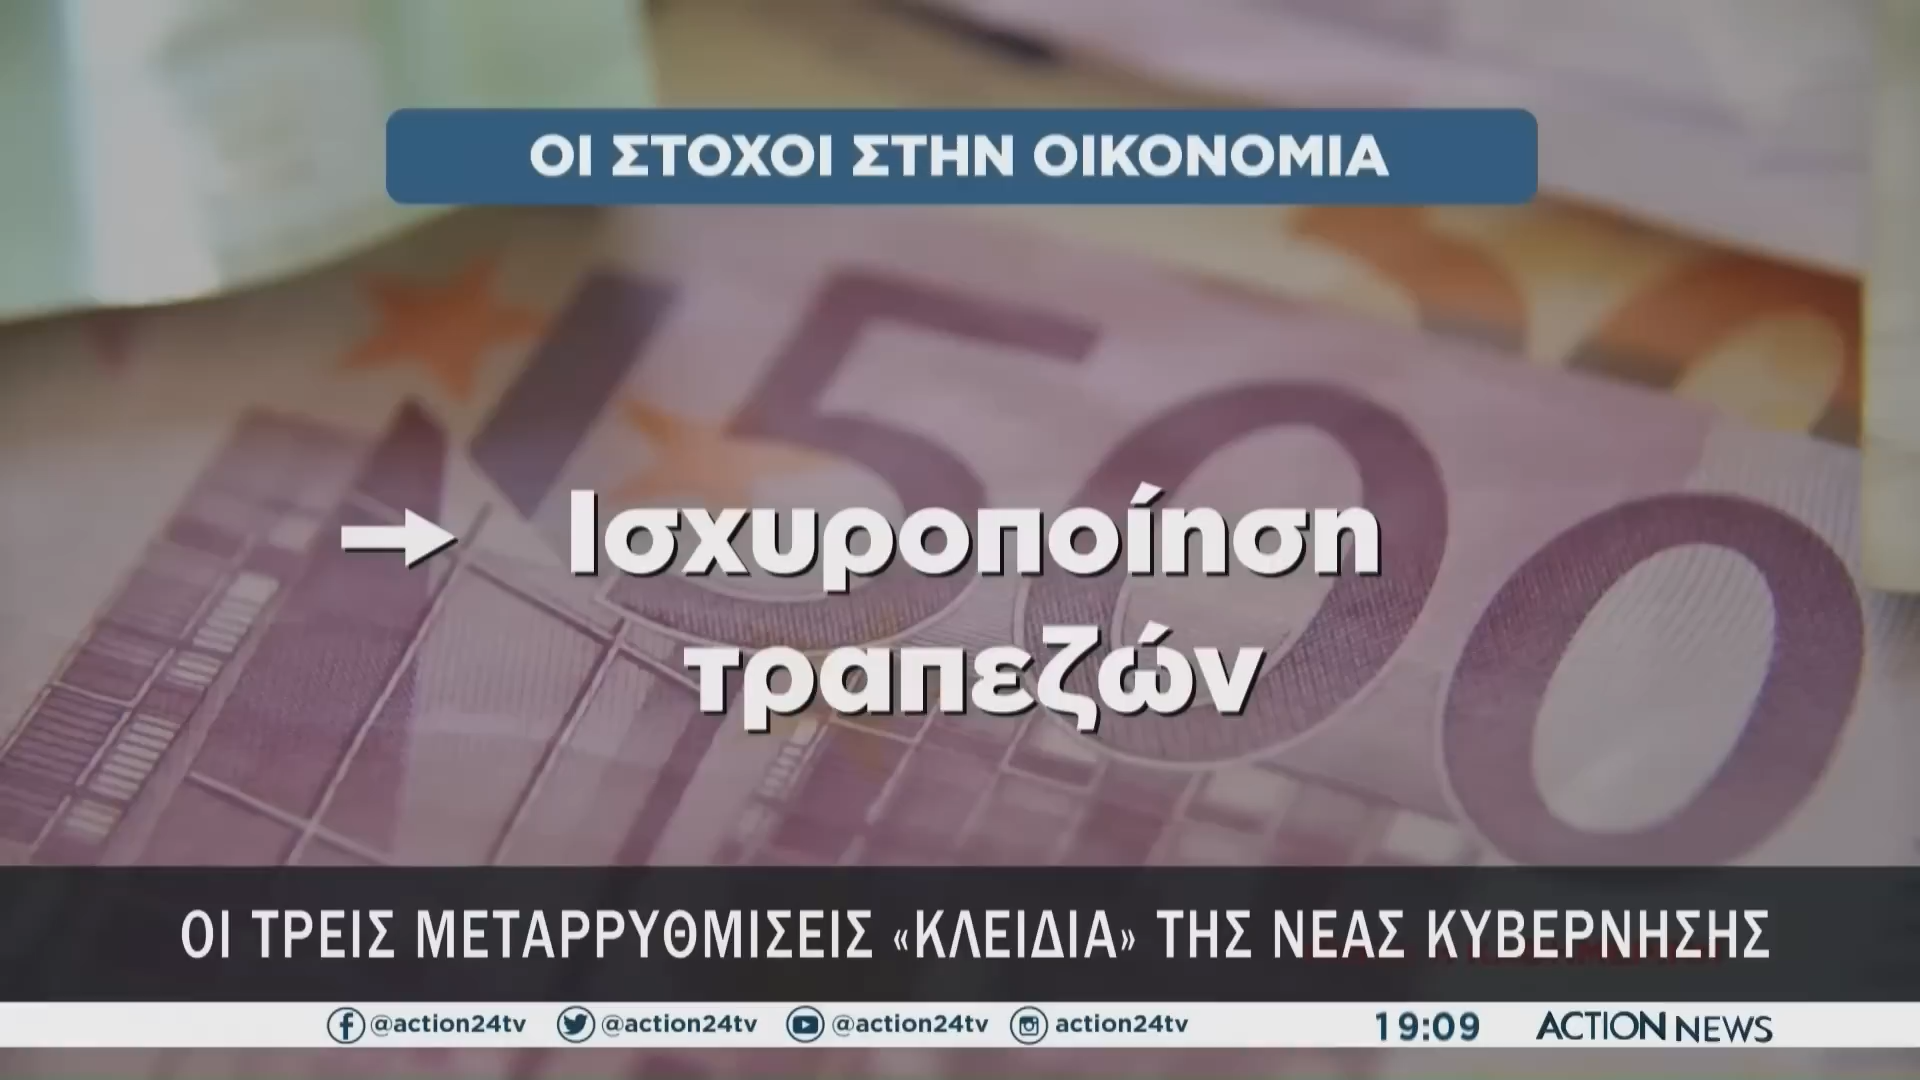 ΟΙ ΣΤΟΧΟΙ ΣΤΗΝ ΟΙΚΟΝΟΜΙΑ
500
Ισχυροποίηση
τραπεζών
ΟΙ ΤΡΕΙΣ ΜΕΤΑΡΡΥΘΜΙΣΕΙΣ «ΚΛΕΙΔΙΑ» ΤΗΣ ΝΕΑΣ ΚΥΒΕΡΝΗΣΗΣ
@action24tv @action24tv @action24tv action24tv 19:09 ACTION NEWS